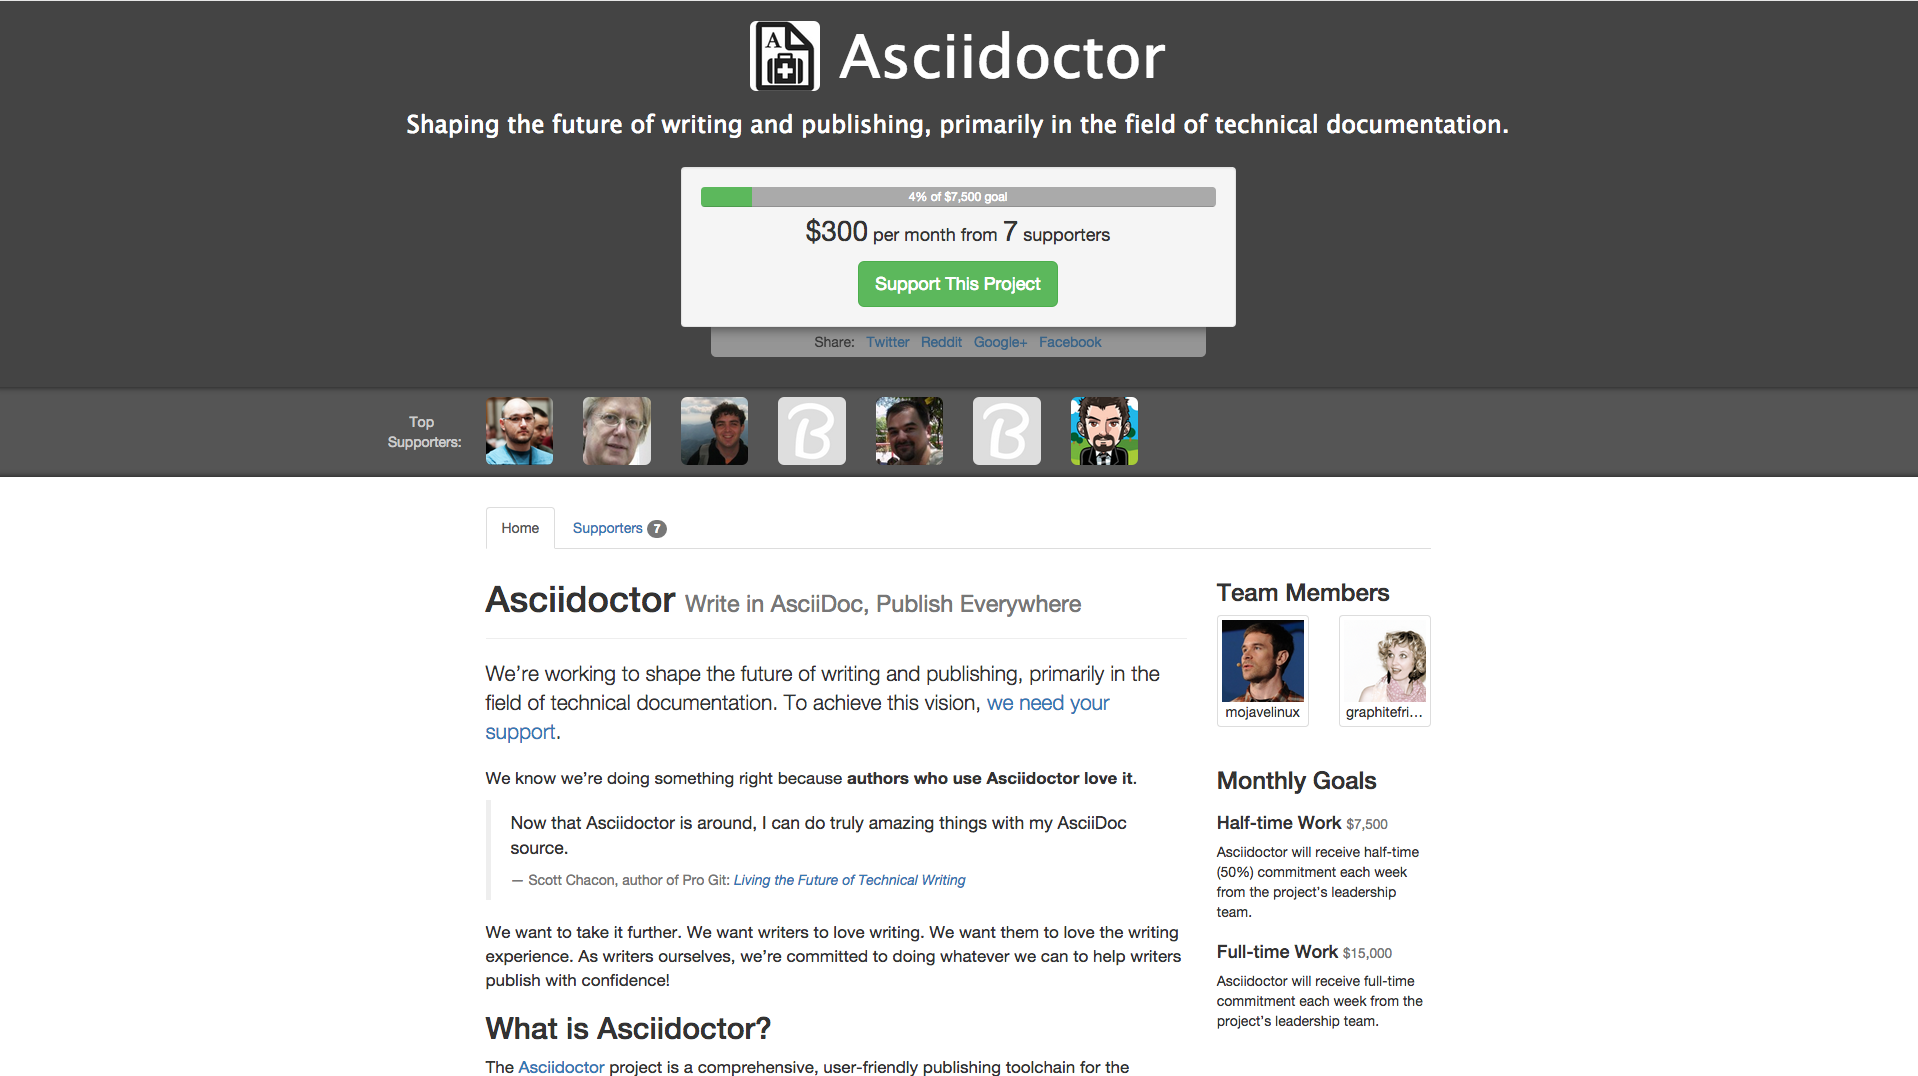 Asciidoctor
Shaping the future of writing and publishing, primarily in the field of technical documentation.
4% of $7,500 goal
$300 per month from 7 supporters
Support This Project
Share: Twitter Reddit Google+ Facebook
Top
Supporters:
Home Supporters 7
Asciidoctor Write in AsciiDoc, Publish Everywhere
We’re working to shape the future of writing and publishing, primarily in the
field of technical documentation. To achieve this vision, we need your
support.
We know we’re doing something right because authors who use Asciidoctor love it.
Now that Asciidoctor is around, I can do truly amazing things with my AsciiDoc
source.
— Scott Chacon, author of Pro Git: Living the Future of Technical Writing
We want to take it further. We want writers to love writing. We want them to love the writing
experience. As writers ourselves, we’re committed to doing whatever we can to help writers
publish with confidence!
What is Asciidoctor?
The Asciidoctor project is a comprehensive, user-friendly publishing toolchain for the
Team Members
mojavelinux graphitefri...
Monthly Goals
Half-time Work $7,500
Asciidoctor will receive half-time
(50%) commitment each week
from the project's leadership
team.
Full-time Work $15,000
Asciidoctor will receive full-time
commitment each week from the
project's leadership team.